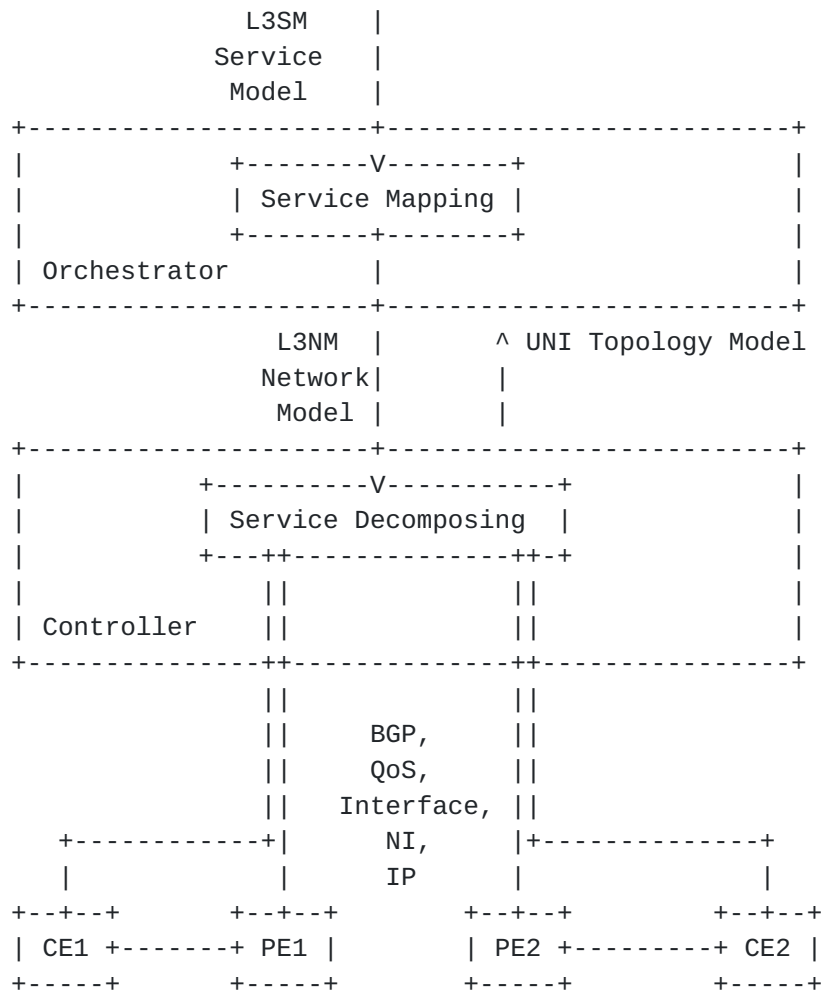 L3SM
Service
Model
Service Mapping
Orchestrator
L3NM ^ UNI Topology Model
Network
Model
V
Service Decomposing
Controller
BGP,
QoS,
Interface,
NI,
IP
CE1 PE1 PE2 CE2